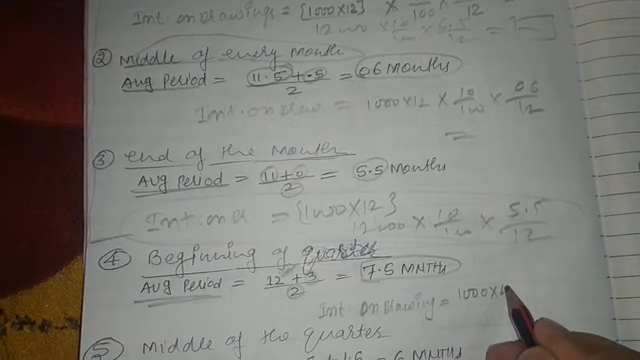 Int. on drawings = [1000×12] × 10/100 × /12
12000 × 10/100 × 6.5/12 =
② Middle of every month
Avg Period = 11.5+.5/2 = 06 Months
Int. on draw = 1000×12 × 10/100 × 06/12
=
③ End of the Month
Avg Period = 11+0/2 = 5.5 Months
Int. on dr. = {1000×12}
12000 × 10/100 × 5.5/12
④ Beginning of quarter
Avg Period = 12+3/2 = 7.5 MNTHs
Int. on drawing = 1000×
⑤ Middle of the quarter
= 6 MNTHs